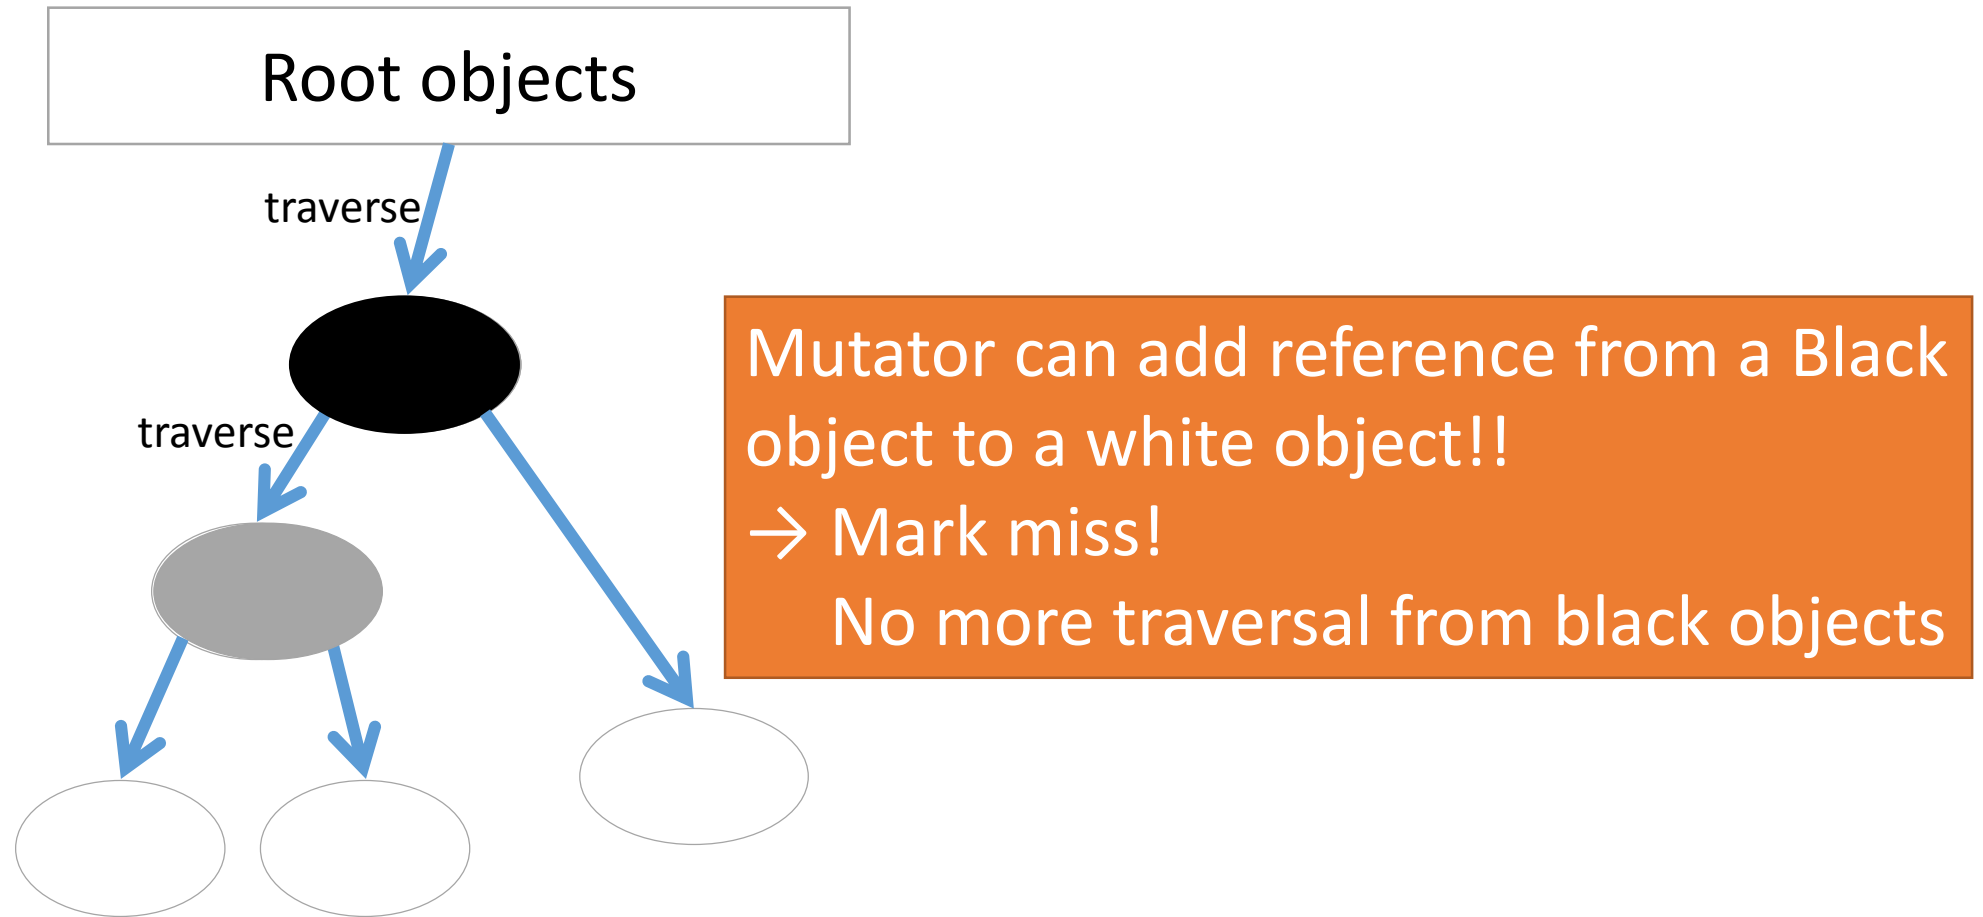 Root objects
traverse
traverse
Mutator can add reference from a Black
object to a white object!!
→ Mark miss!
No more traversal from black objects